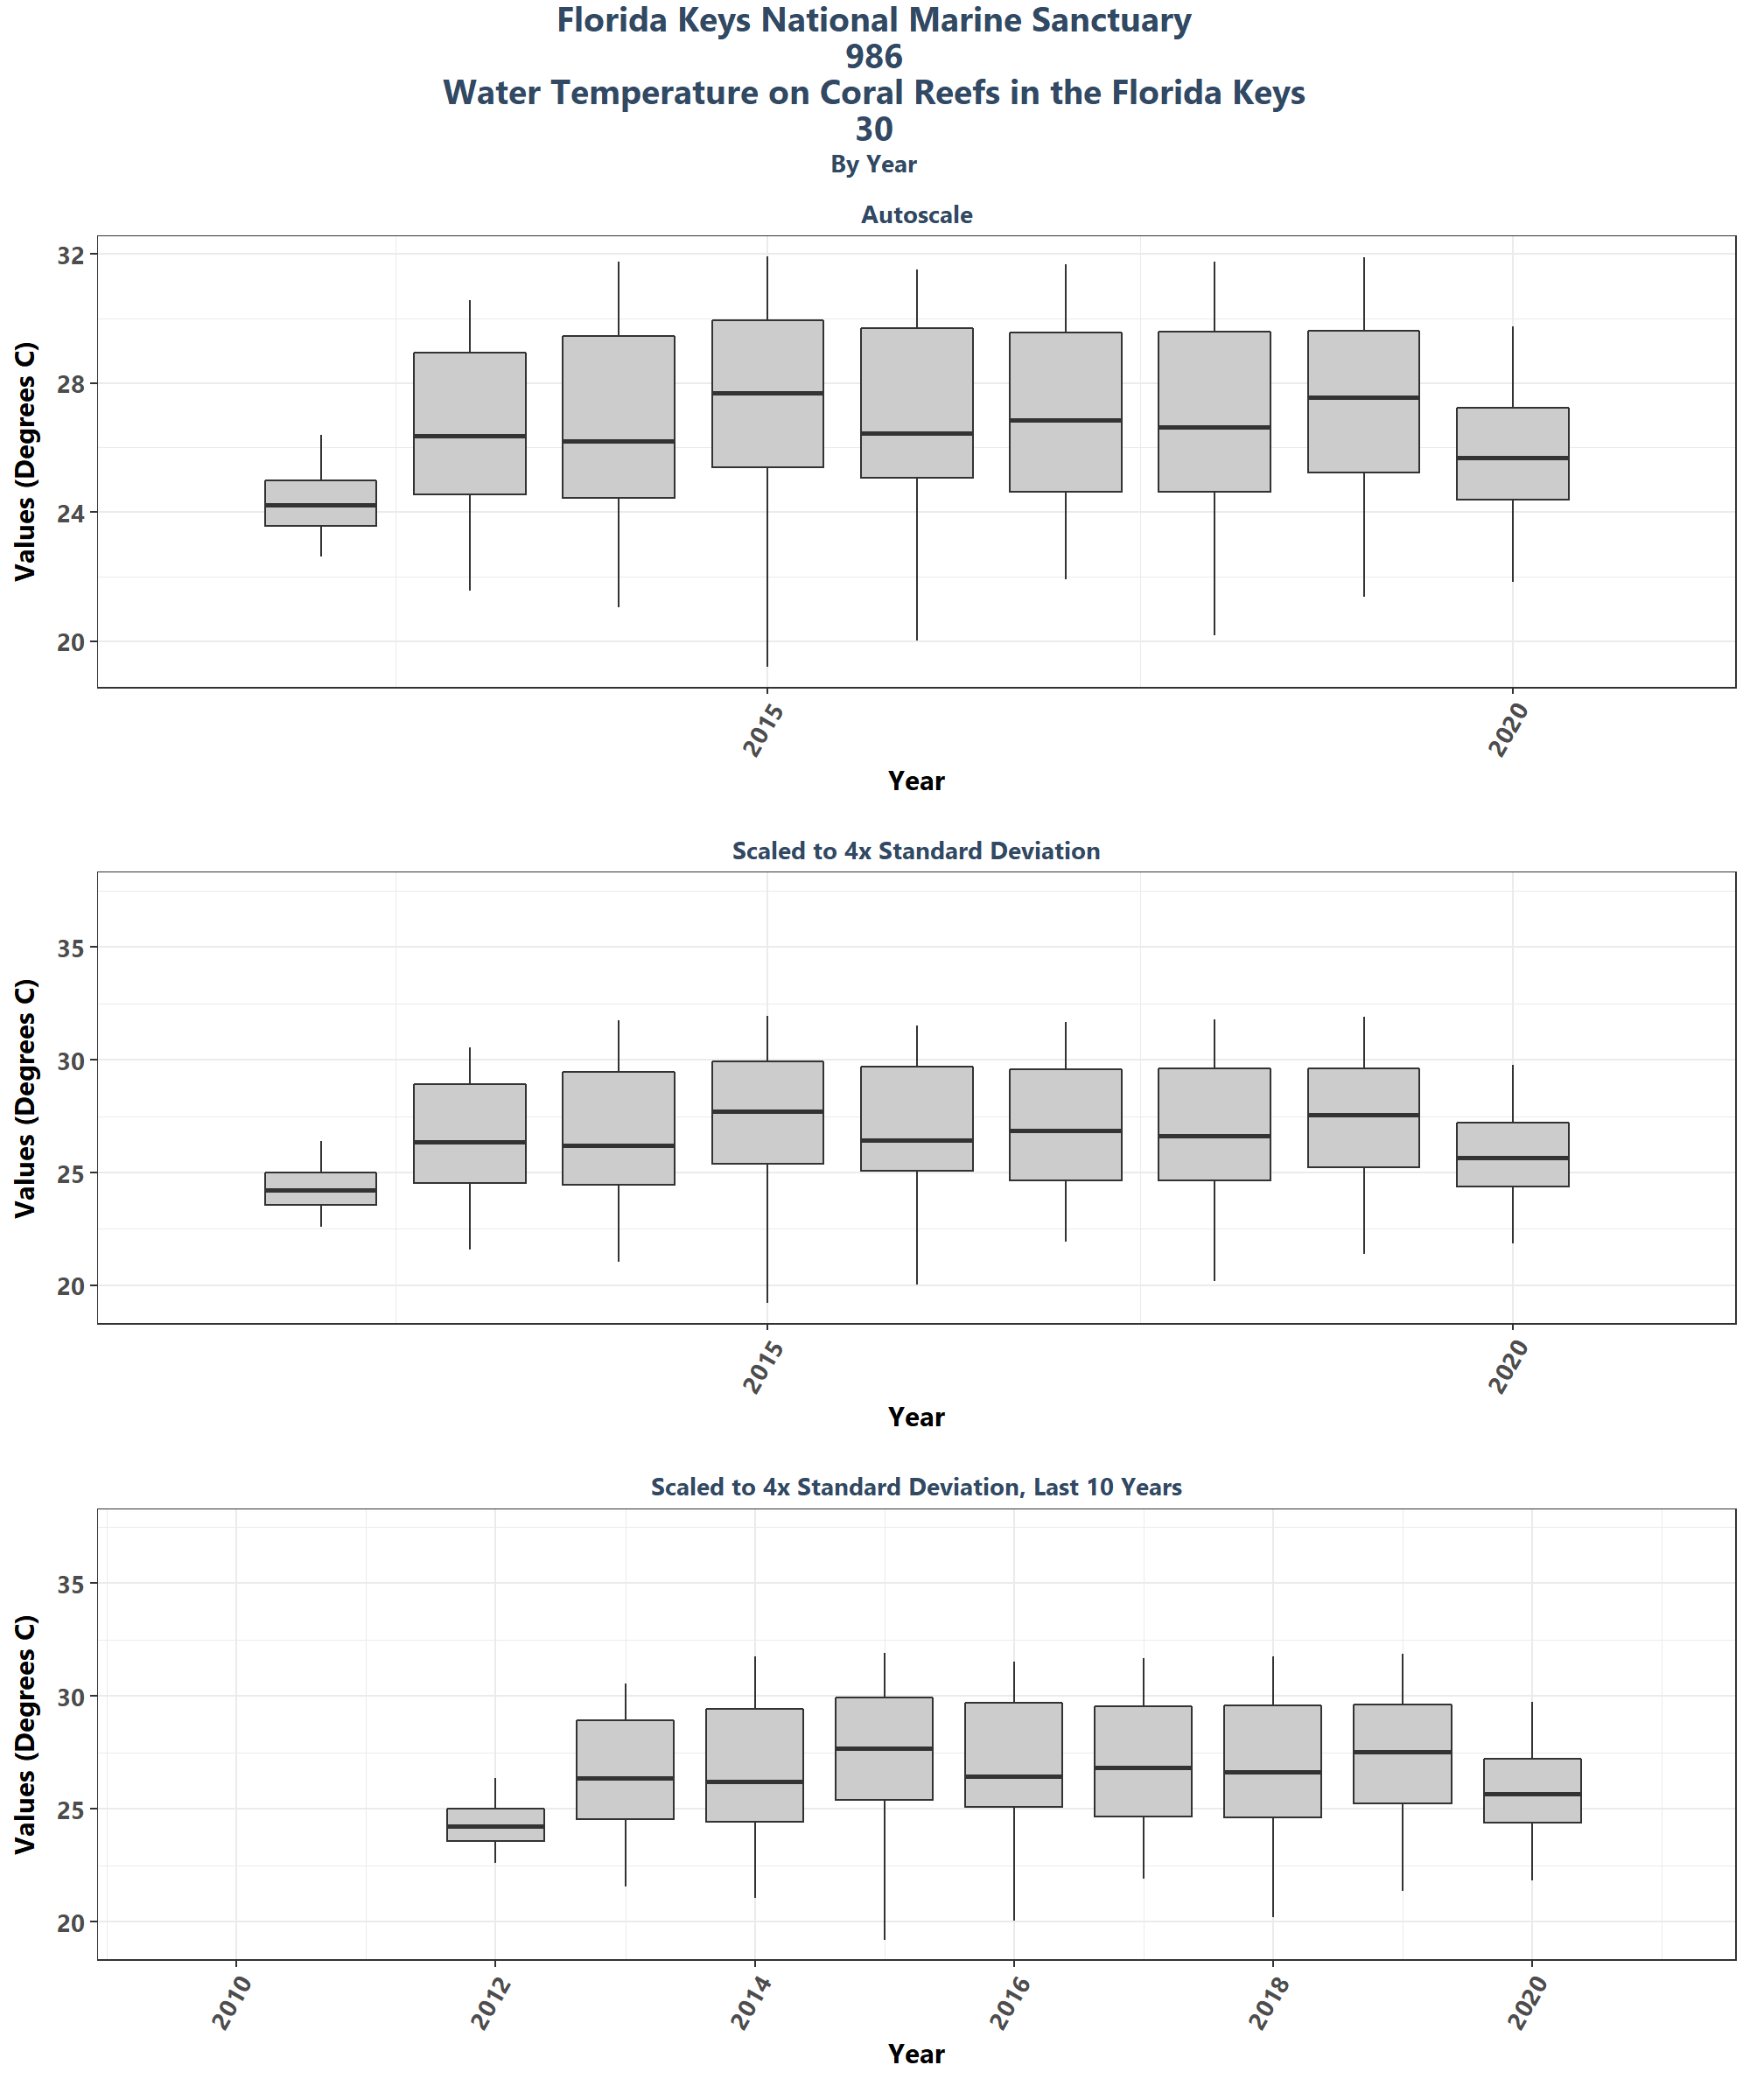 Florida Keys National Marine Sanctuary
986
Water Temperature on Coral Reefs in the Florida Keys
30
By Year
Autoscale
Values (Degrees C)
32
28
24
20
2015
2020
Year
Scaled to 4x Standard Deviation
Values (Degrees C)
35
30
25
20
2015
2020
Year
Scaled to 4x Standard Deviation, Last 10 Years
Values (Degrees C)
35
30
25
20
2010
2012
2014
2016
2018
2020
Year